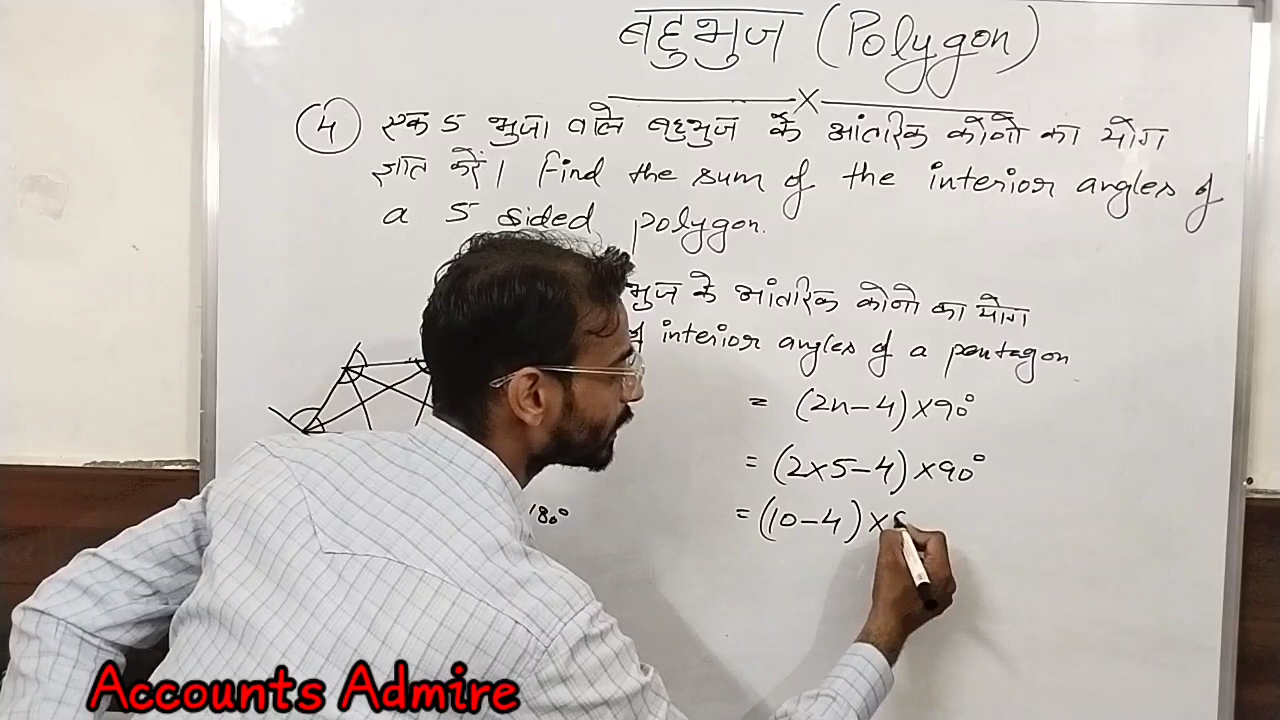 बहुभुज (Polygon)
X
4 एक 5 भुजा वाले बहुभुज के आंतरिक कोनो का योग
ज्ञात करें। Find the sum of the interior angles of
a 5 sided polygon.
भुज के आंतरिक कोनो का योग
of interior angles of a pentagon
= (2n-4)×90°
= (2×5-4)×90°
180°
= (10-4)×
Accounts Admire